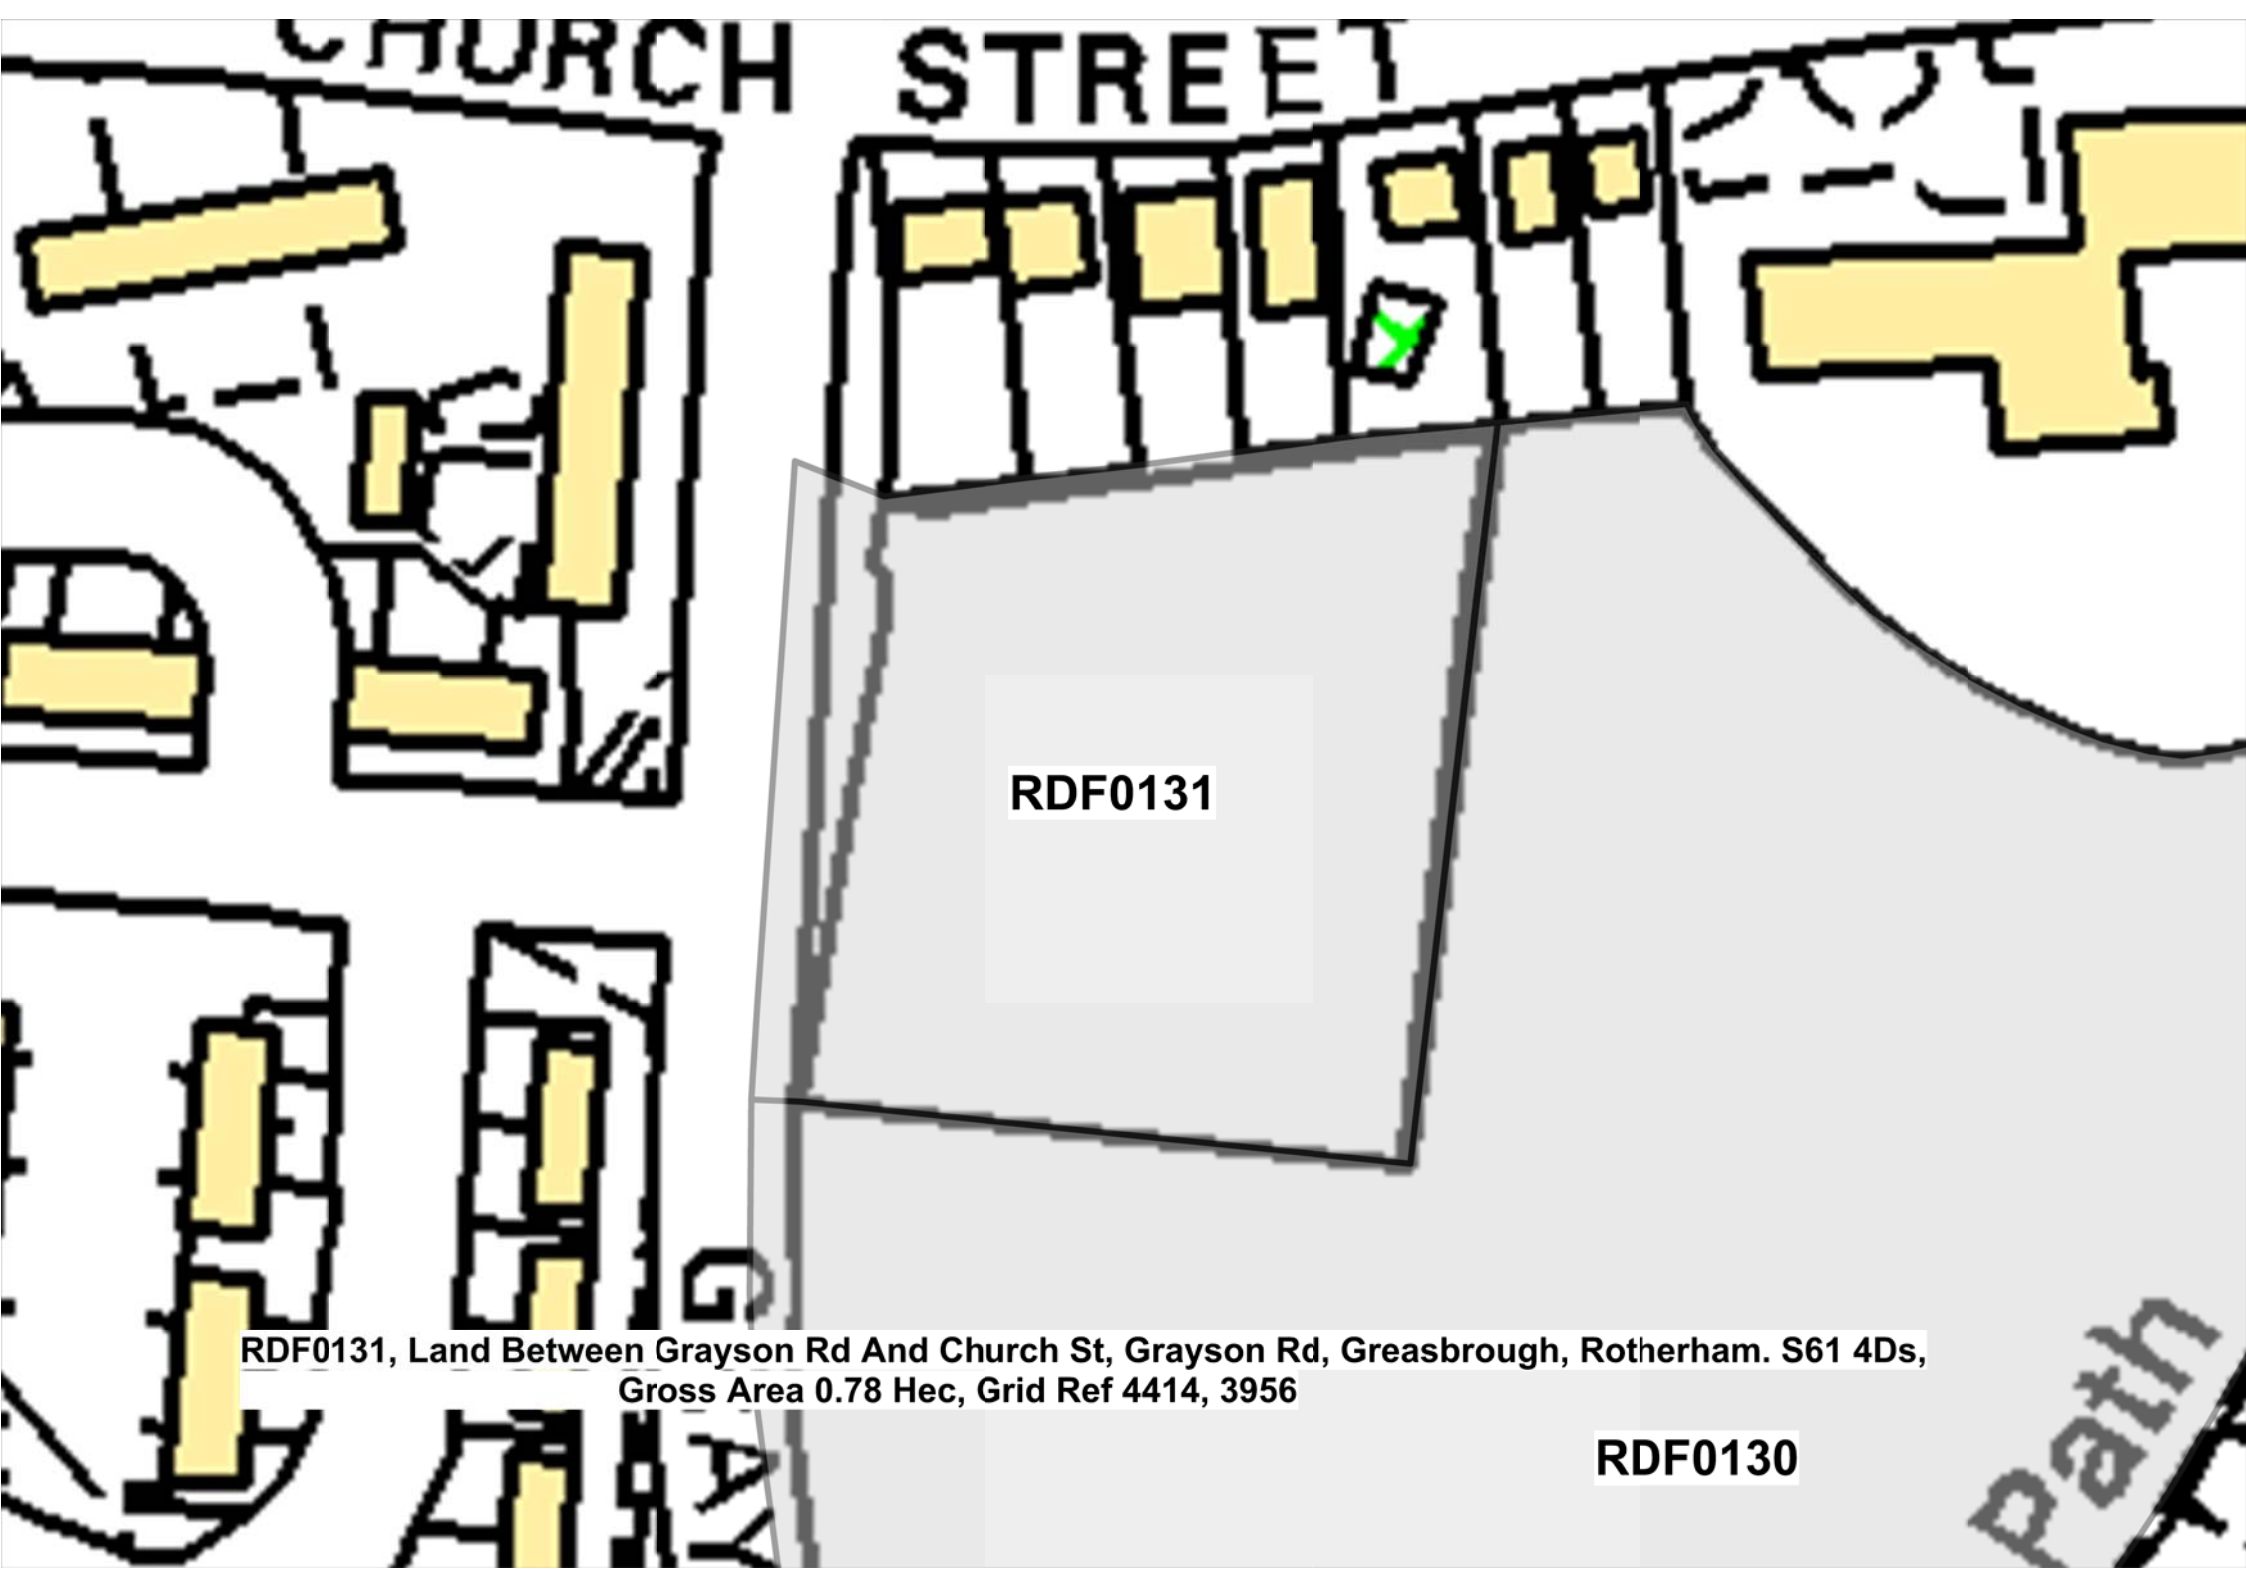 CHURCH STREET
RDF0131
G
RDF0131, Land Between Grayson Rd And Church St, Grayson Rd, Greasbrough, Rotherham. S61 4Ds,
Gross Area 0.78 Hec, Grid Ref 4414, 3956
RDF0130
Path
A
Y